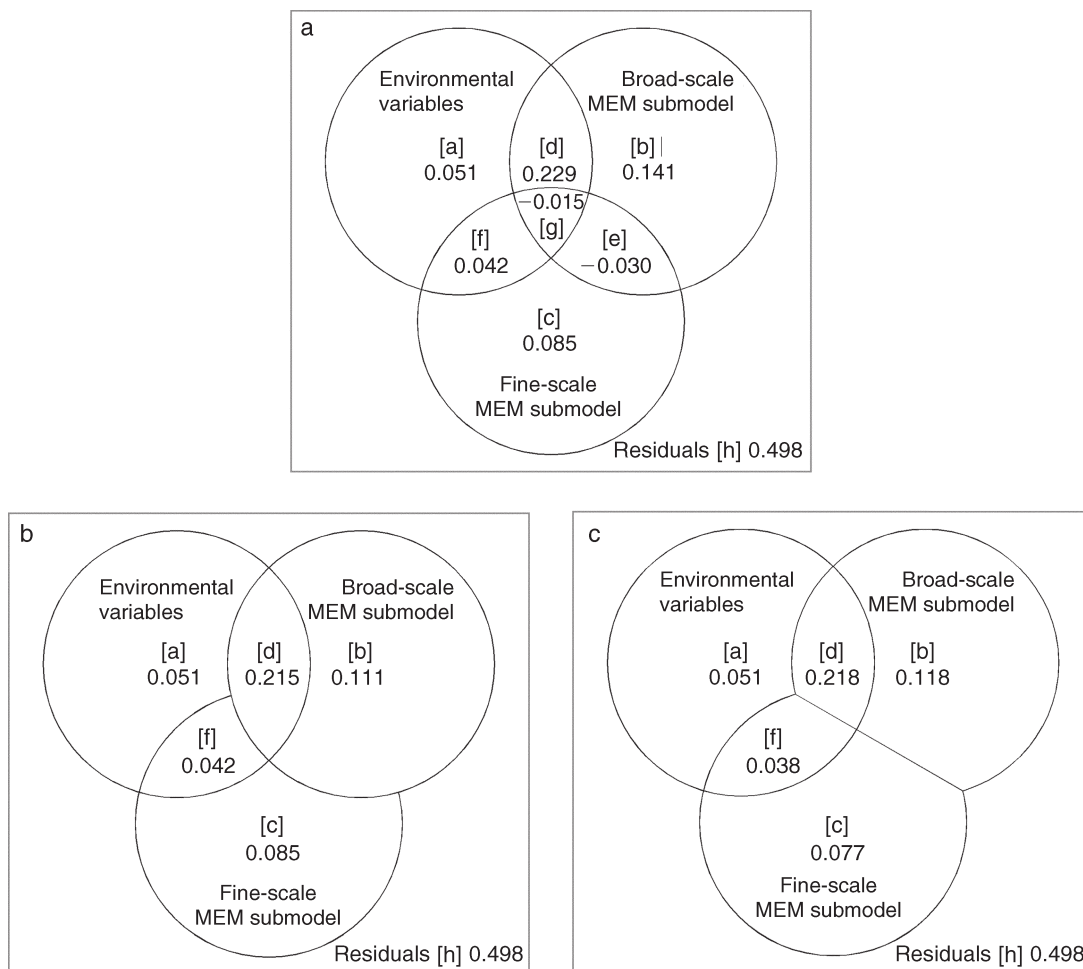 a
Environmental
variables
Broad-scale
MEM submodel
[a]
0.051
[d]
0.229
[b]
0.141
−0.015
[g]
[f]
0.042
[e]
−0.030
[c]
0.085
Fine-scale
MEM submodel
Residuals [h] 0.498
b
Environmental
variables
Broad-scale
MEM submodel
[a]
0.051
[d]
0.215
[b]
0.111
[f]
0.042
[c]
0.085
Fine-scale
MEM submodel
Residuals [h] 0.498
c
Environmental
variables
Broad-scale
MEM submodel
[a]
0.051
[d]
0.218
[b]
0.118
[f]
0.038
[c]
0.077
Fine-scale
MEM submodel
Residuals [h] 0.498